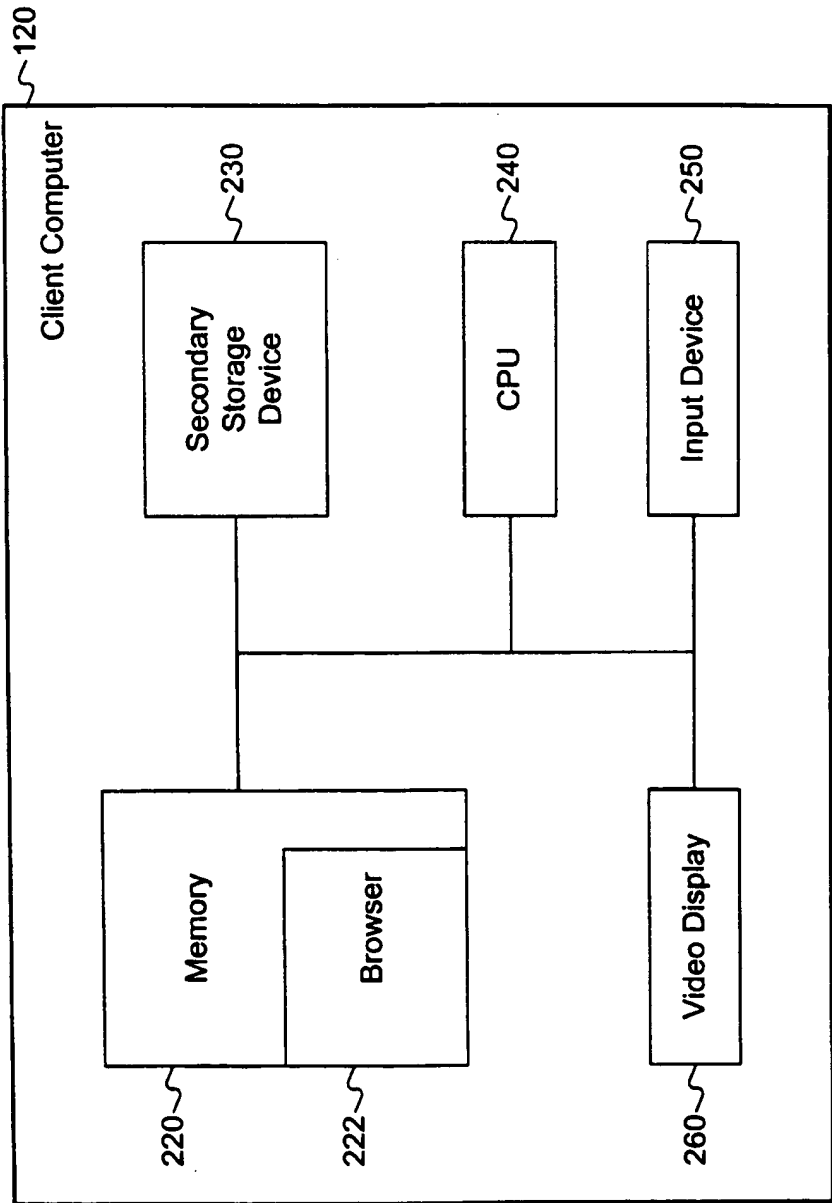 120
Client Computer
220
Memory
222
Browser
Secondary
Storage
Device
230
CPU
240
260
Video Display
Input Device
250